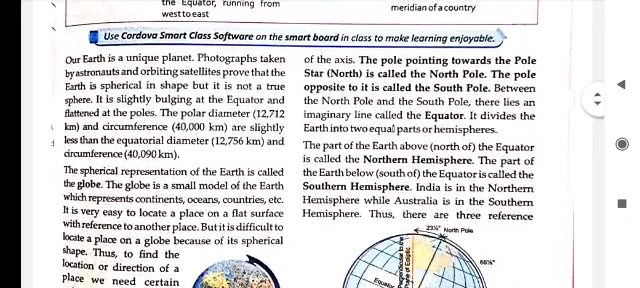 the Equator, running from
west to east
meridian of a country
Use Cordova Smart Class Software on the smart board in class to make learning enjoyable.
Our Earth is a unique planet. Photographs taken
by astronauts and orbiting satellites prove that the
Earth is spherical in shape but it is not a true
sphere. It is slightly bulging at the Equator and
flattened at the poles. The polar diameter (12,712
km) and circumference (40,000 km) are slightly
less than the equatorial diameter (12,756 km) and
circumference (40,090 km).
The spherical representation of the Earth is called
the globe. The globe is a small model of the Earth
which represents continents, oceans, countries, etc.
It is very easy to locate a place on a flat surface
with reference to another place. But it is difficult to
locate a place on a globe because of its spherical
shape. Thus, to find the
location or direction of a
place we need certain
of the axis. The pole pointing towards the Pole
Star (North) is called the North Pole. The pole
opposite to it is called the South Pole. Between
the North Pole and the South Pole, there lies an
imaginary line called the Equator. It divides the
Earth into two equal parts or hemispheres.
The part of the Earth above (north of) the Equator
is called the Northern Hemisphere. The part of
the Earth below (south of) the Equator is called the
Southern Hemisphere. India is in the Northern
Hemisphere while Australia is in the Southern
Hemisphere. Thus, there are three reference
23½° North Pole
66½°
Equator
Perpendicular to the
Plane of Ecliptic